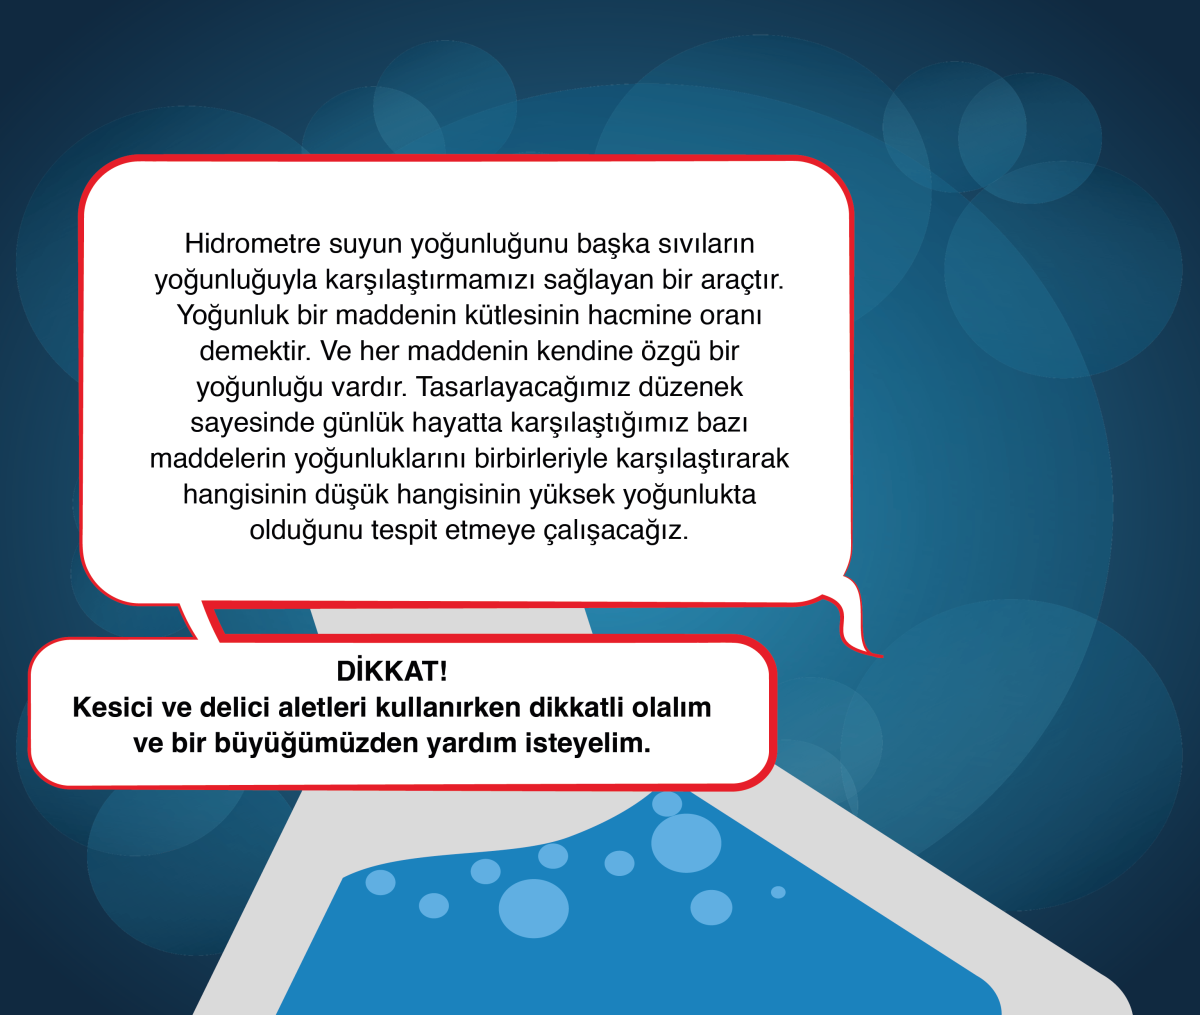 Hidrometre suyun yoğunluğunu başka sıvıların
yoğunluğuyla karşılaştırmamızı sağlayan bir araçtır.
Yoğunluk bir maddenin kütlesinin hacmine oranı
demektir. Ve her maddenin kendine özgü bir
yoğunluğu vardır. Tasarlayacağımız düzenek
sayesinde günlük hayatta karşılaştığımız bazı
maddelerin yoğunluklarını birbirleriyle karşılaştırarak
hangisinin düşük hangisinin yüksek yoğunlukta
olduğunu tespit etmeye çalışacağız.
DİKKAT!
Kesici ve delici aletleri kullanırken dikkatli olalım
ve bir büyüğümüzden yardım isteyelim.